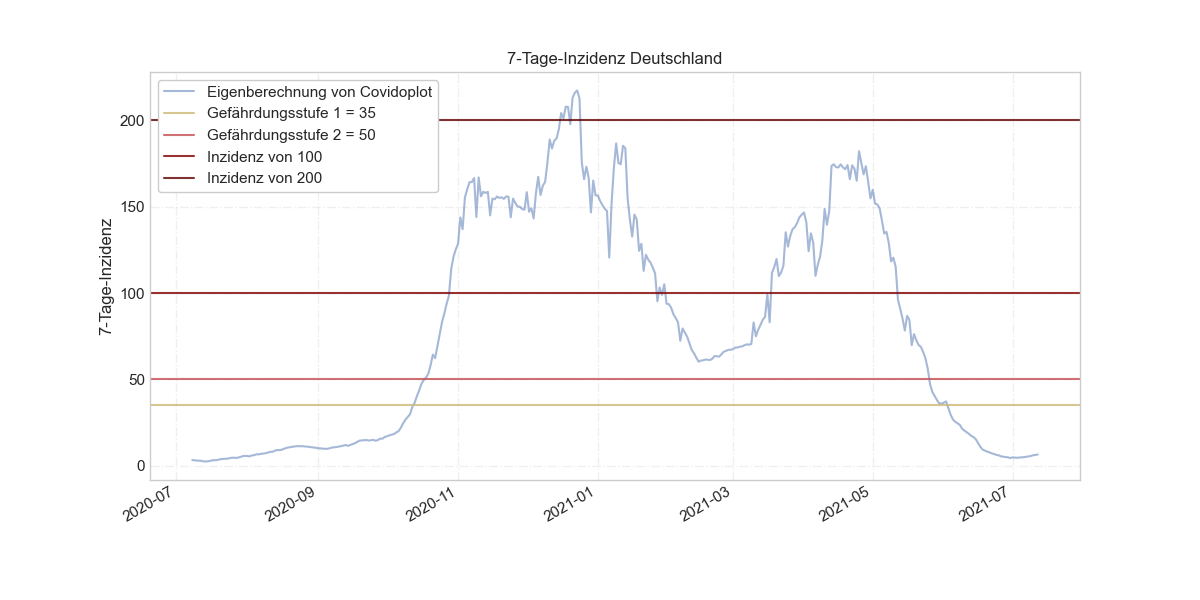 7-Tage-Inzidenz Deutschland
Eigenberechnung von Covidoplot
Gefährdungsstufe 1 = 35
Gefährdungsstufe 2 = 50
Inzidenz von 100
Inzidenz von 200
7-Tage-Inzidenz
200
150
100
50
0
2020-07
2020-09
2020-11
2021-01
2021-03
2021-05
2021-07